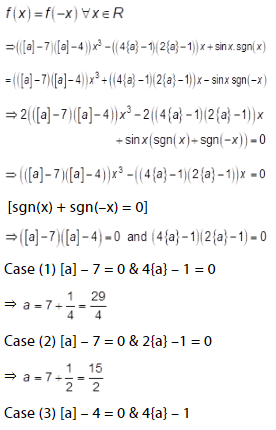 f(x) = f(−x) ∀x∈R
⇒(([a]−7)([a]−4))x³ −((4{a}−1)(2{a}−1))x+sinx.sgn(x)
=(([a]−7)([a]−4))x³+((4{a}−1)(2{a}−1))x−sinx sgn(−x)
⇒2(([a]−7)([a]−4))x³−2((4{a}−1)(2{a}−1))x
+sinx(sgn(x)+sgn(−x))=0
⇒(([a]−7)([a]−4))x³−((4{a}−1)(2{a}−1))x =0
[sgn(x) + sgn(−x) =0]
⇒([a]−7)([a]−4)=0 and (4{a}−1)(2{a}−1)=0
Case (1) [a] – 7 = 0 & 4{a} – 1 = 0
⇒ a=7+1/4=29/4
Case (2) [a] – 7 = 0 & 2{a} –1 = 0
⇒ a=7+1/2=15/2
Case (3) [a] – 4 = 0 & 4{a} – 1